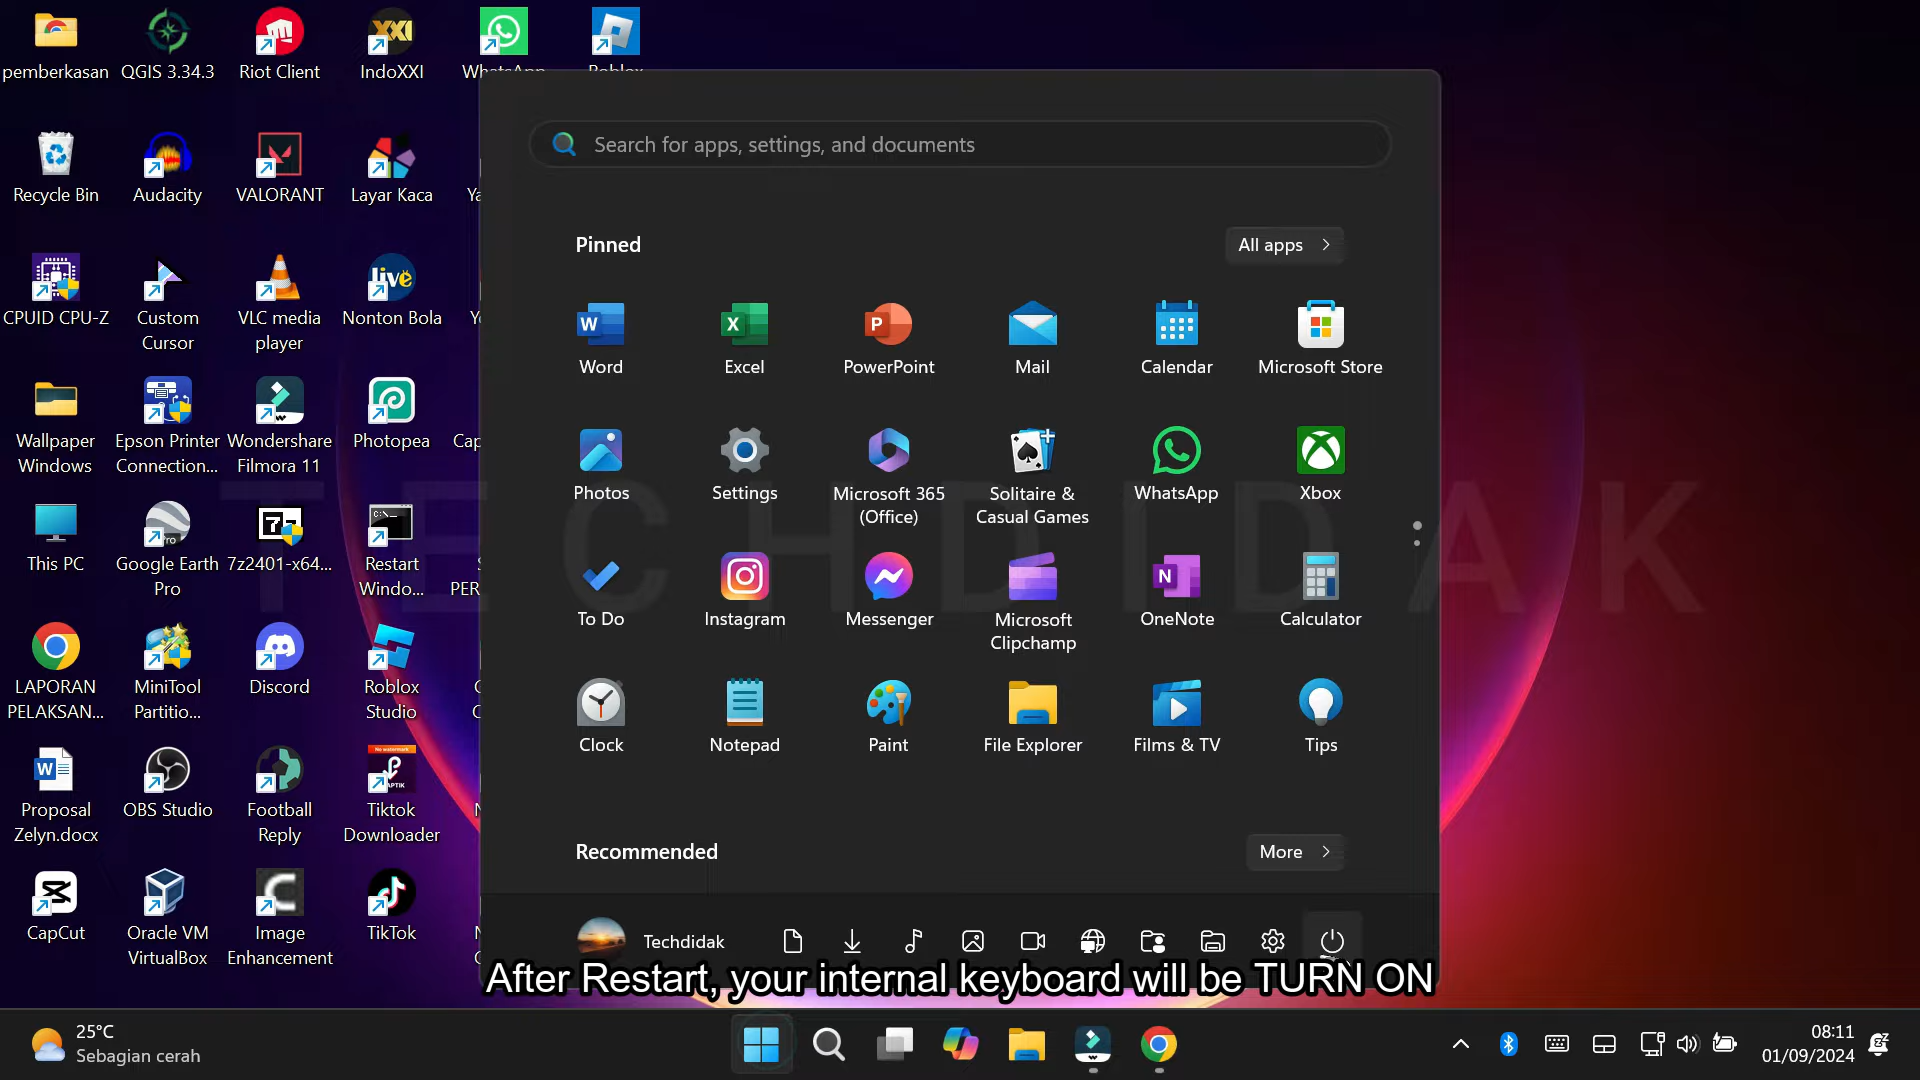 pemberkasan
QGIS 3.34.3
Riot Client
IndoXXI
WhatsApp
Roblox
Recycle Bin
Audacity
VALORANT
Layar Kaca
CPUID CPU-Z
Custom
Cursor
VLC media
player
Nonton Bola
Wallpaper
Windows
Epson Printer
Connection...
Wondershare
Filmora 11
Photopea
This PC
Google Earth
Pro
7z2401-x64...
Restart
Windo...
LAPORAN
PELAKSAN...
MiniTool
Partitio...
Discord
Roblox
Studio
Proposal
Zelyn.docx
OBS Studio
Football
Reply
Tiktok
Downloader
CapCut
Oracle VM
VirtualBox
Image
Enhancement
TikTok
Search for apps, settings, and documents
Pinned
All apps
Word
Excel
PowerPoint
Mail
Calendar
Microsoft Store
Photos
Settings
Microsoft 365
(Office)
Solitaire &
Casual Games
WhatsApp
Xbox
TECHDIDAK
To Do
Instagram
Messenger
Microsoft
Clipchamp
OneNote
Calculator
Clock
Notepad
Paint
File Explorer
Films & TV
Tips
Recommended
More
Techdidak
After Restart, your internal keyboard will be TURN ON
25°C
Sebagian cerah
08:11
01/09/2024